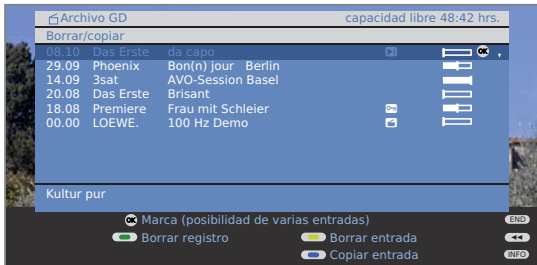 Archivo GD capacidad libre 48:42 hrs.
Borrar/copiar
08.10 Das Erste da capo OK
29.09 Phoenix Bon(n) jour Berlin
14.09 3sat AVO-Session Basel
20.08 Das Erste Brisant
18.08 Premiere Frau mit Schleier
00.00 LOEWE. 100 Hz Demo
Kultur pur
OK Marca (posibilidad de varias entradas) END
Borrar registro Borrar entrada
Copiar entrada INFO